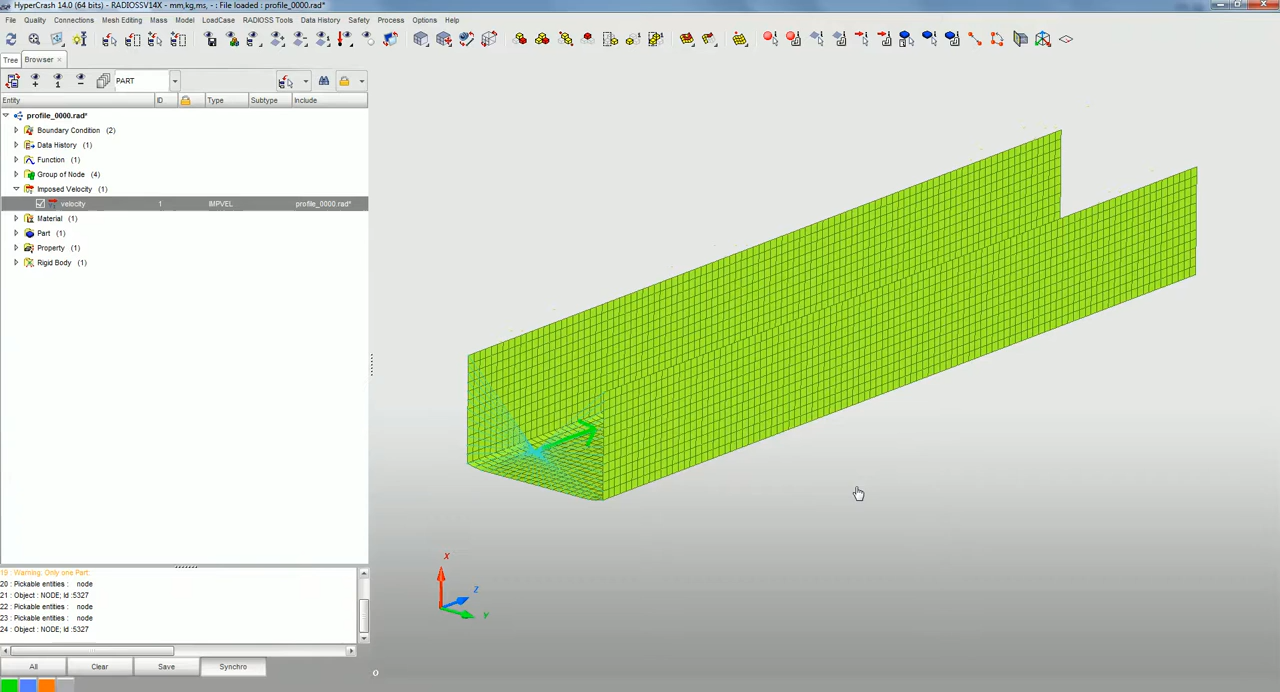 HyperCrash 14.0 (64 bits) - RADIOSSV14X - mm,kg,ms, - : File loaded : profile_0000.rad*
File Quality Connections Mesh Editing Mass Model LoadCase RADIOSS Tools Data History Safety Process Options Help
Tree Browser ×
PART
Entity ID Type Subtype Include
profile_0000.rad*
Boundary Condition (2)
Data History (1)
Function (1)
Group of Node (4)
Imposed Velocity (1)
velocity 1 IMPVEL profile_0000.rad*
Material (1)
Part (1)
Property (1)
Rigid Body (1)
X
Z
Y
19 : Warning. Only one Part
20 : Pickable entities : node
21 : Object : NODE; Id :5327
22 : Pickable entities : node
23 : Pickable entities : node
24 : Object : NODE; Id :5327
All Clear Save Synchro
o